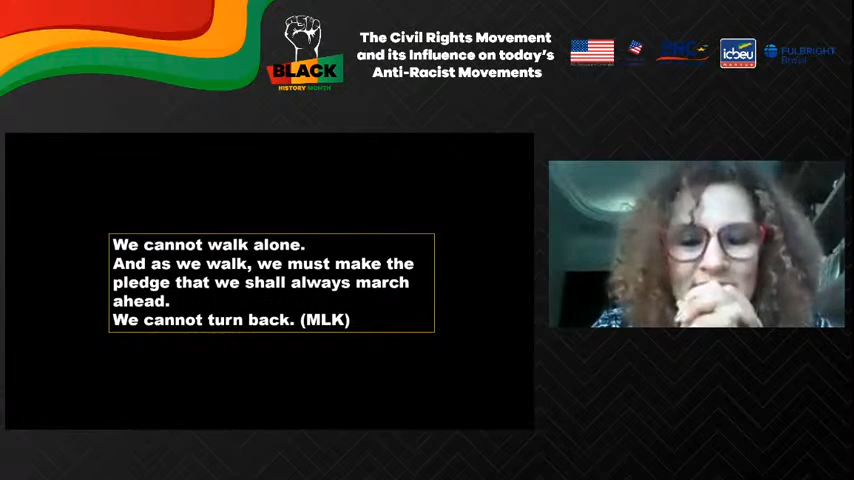 The Civil Rights Movement
and its Influence on today's
Anti-Racist Movements
BLACK
HISTORY MONTH
icbeu
MANAUS
FULBRIGHT
Brasil
We cannot walk alone.
And as we walk, we must make the
pledge that we shall always march
ahead.
We cannot turn back. (MLK)